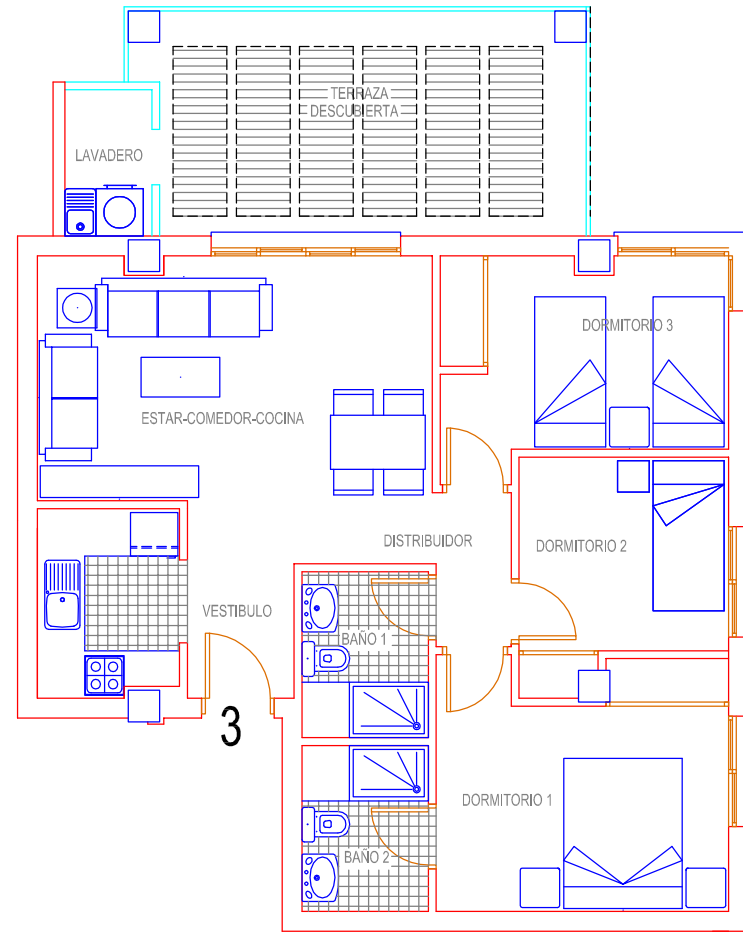 TERRAZA
DESCUBIERTA
LAVADERO
DORMITORIO 3
ESTAR-COMEDOR-COCINA
DISTRIBUIDOR
DORMITORIO 2
VESTIBULO
BAÑO 1
3
DORMITORIO 1
BAÑO 2